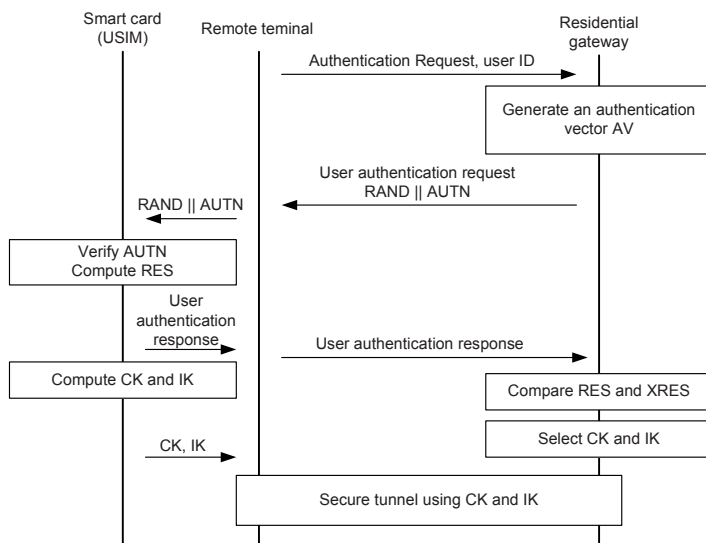 Smart card
(USIM)
Remote teminal
Residential
gateway
Authentication Request, user ID
Generate an authentication
vector AV
User authentication request
RAND || AUTN
RAND || AUTN
Verify AUTN
Compute RES
User
authentication
response
User authentication response
Compute CK and IK
Compare RES and XRES
Select CK and IK
CK, IK
Secure tunnel using CK and IK